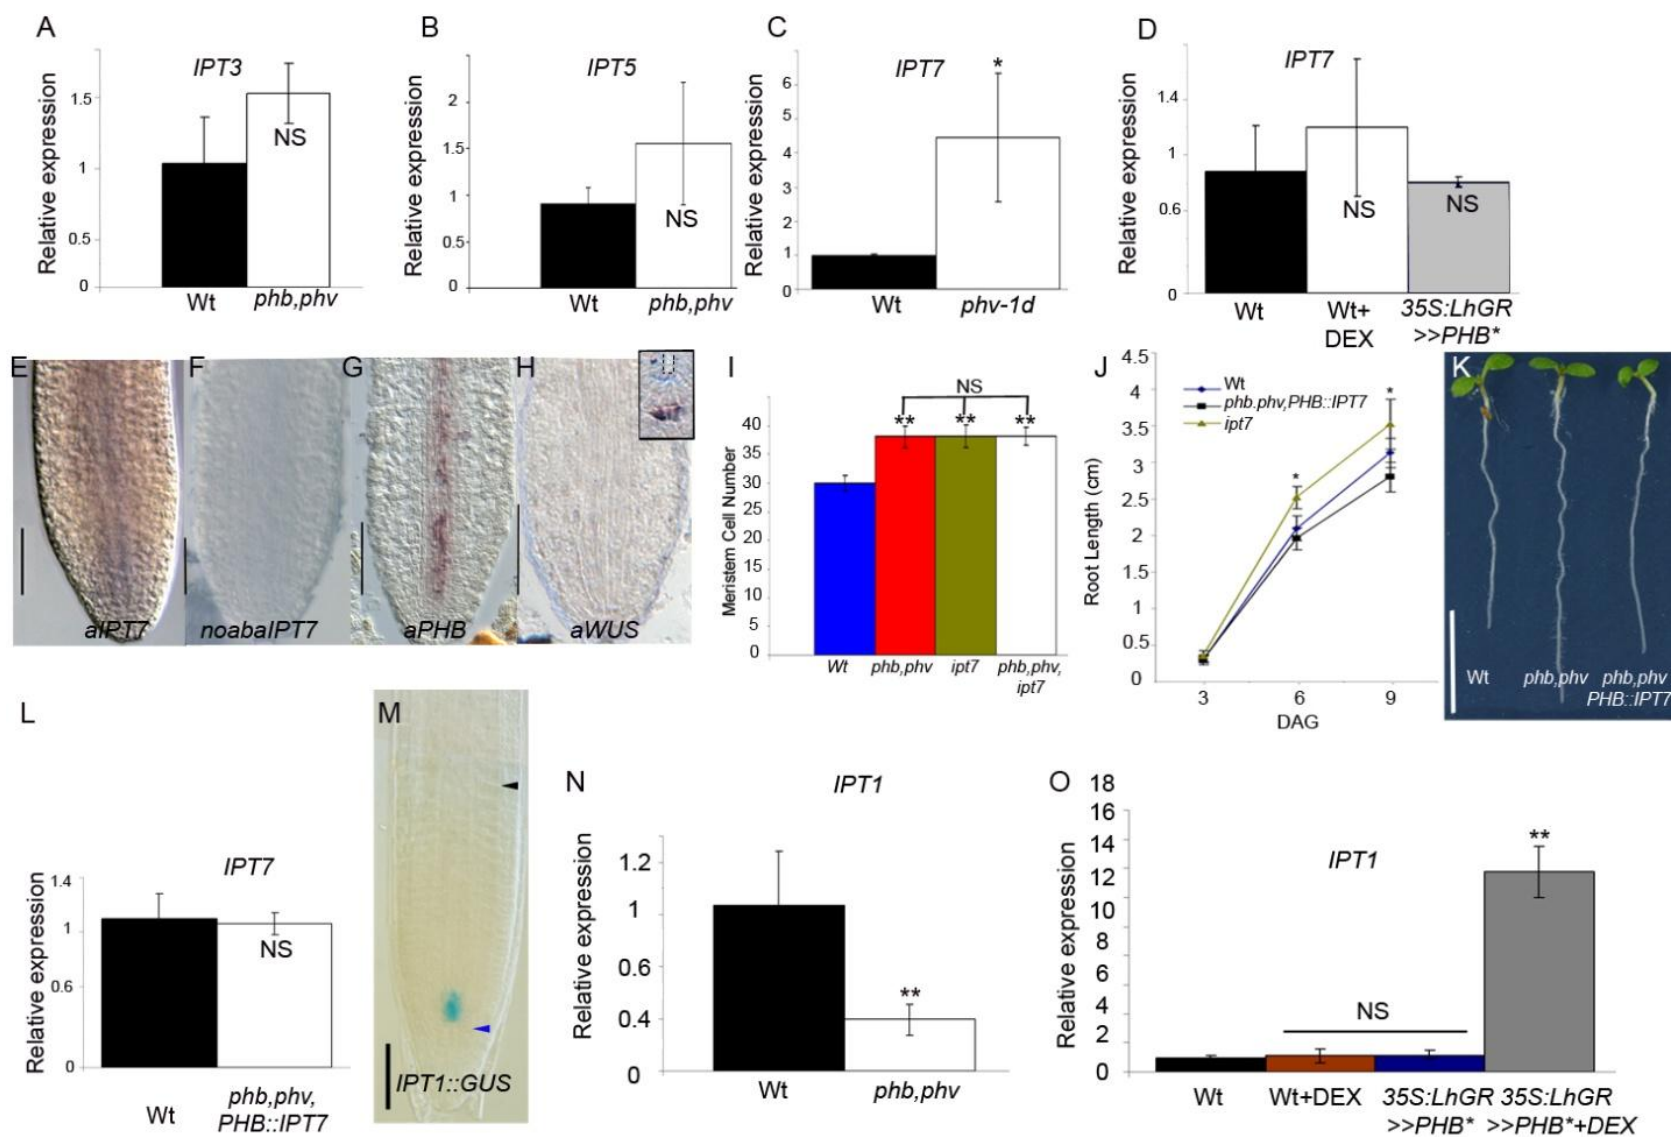 A
IPT3
Relative expression
1.5
1
0.5
0
NS
Wt
phb,phv
B
IPT5
Relative expression
2
1.5
1
0.5
0
NS
Wt
phb,phv
C
IPT7
Relative expression
6
5
4
3
2
1
0
*
Wt
phv-1d
D
IPT7
Relative expression
1.4
1
0.6
0
NS
NS
Wt
Wt+
DEX
35S:LhGR
>>PHB*
E
aIPT7
F
noabaIPT7
G
aPHB
H
aWUS
I
Meristem Cell Number
40
35
30
25
20
15
10
5
0
NS
**
**
**
Wt
phb,phv
ipt7
phb,phv,
ipt7
J
Root Length (cm)
4.5
4
3.5
3
2.5
2
1.5
1
0.5
0
Wt
phb.phv,PHB::IPT7
ipt7
*
*
3
6
9
DAG
K
Wt
phb,phv
phb,phv
PHB::IPT7
L
IPT7
Relative expression
1.4
1
0.6
0
NS
Wt
phb,phv,
PHB::IPT7
M
IPT1::GUS
N
IPT1
Relative expression
1.2
1
0.6
0.4
0
**
Wt
phb,phv
O
IPT1
Relative expression
18
16
14
12
10
8
6
4
2
0
NS
**
Wt
Wt+DEX
35S:LhGR
>>PHB*
35S:LhGR
>>PHB*+DEX